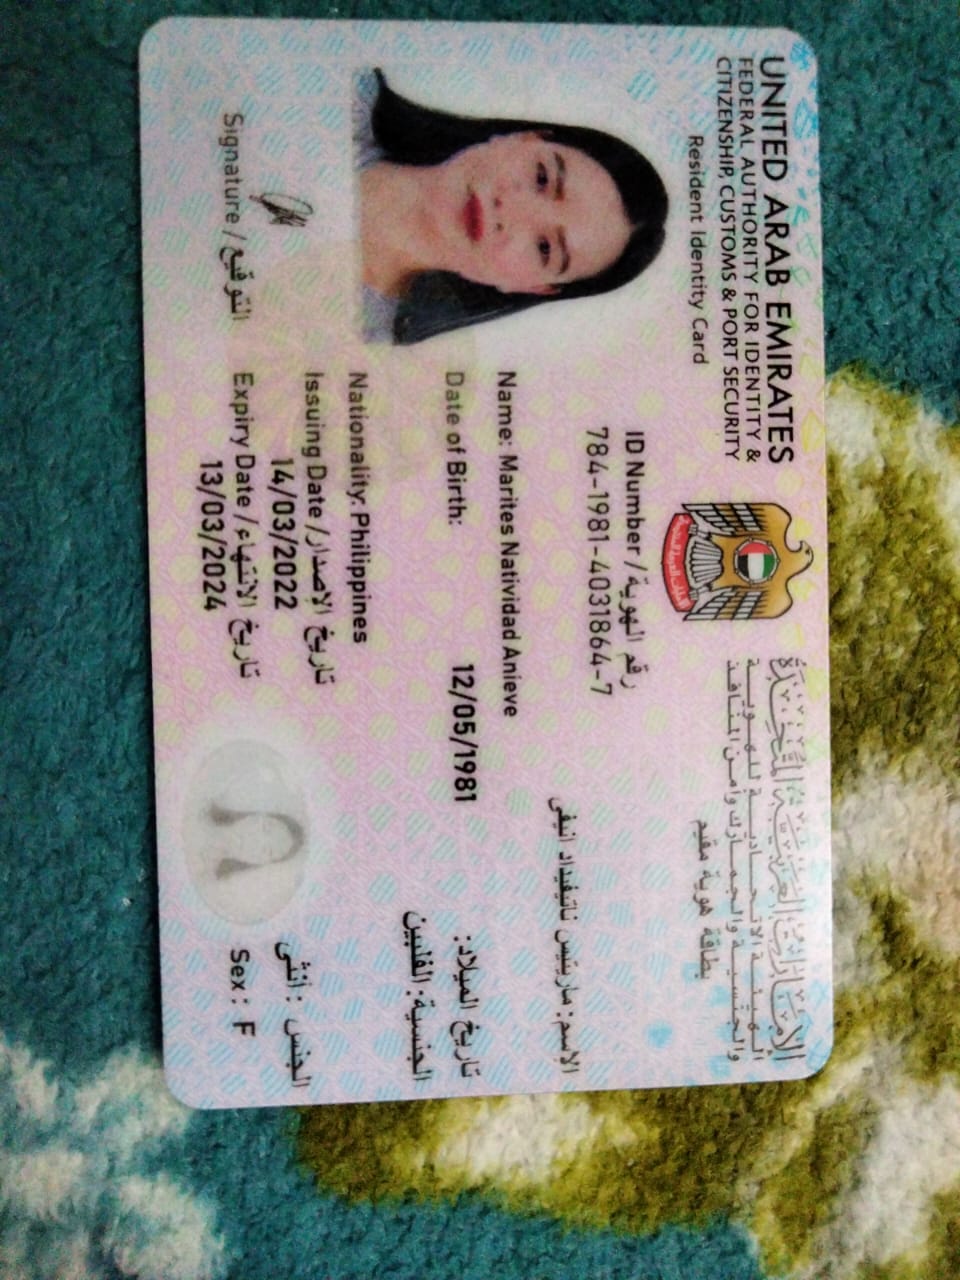 UNITED ARAB EMIRATES
FEDERAL AUTHORITY FOR IDENTITY &
CITIZENSHIP, CUSTOMS & PORT SECURITY
Resident Identity Card
الإمارات العربية المتحدة
الهيئة الاتحادية للهوية
والجنسية والجمارك وأمن المنافذ
بطاقة هوية مقيم
ID Number / رقم الهوية
784-1981-4031864-7
الإسم: ماريتيس ناتيفيداد انيفى
Name: Marites Natividad Anieve
Date of Birth: 12/05/1981 تاريخ الميلاد:
Nationality: Philippines الجنسية: الفلبين
Issuing Date / تاريخ الإصدار
14/03/2022
Expiry Date / تاريخ الانتهاء
13/03/2024
Signature / التوقيع
الجنس : أنثى
Sex : F